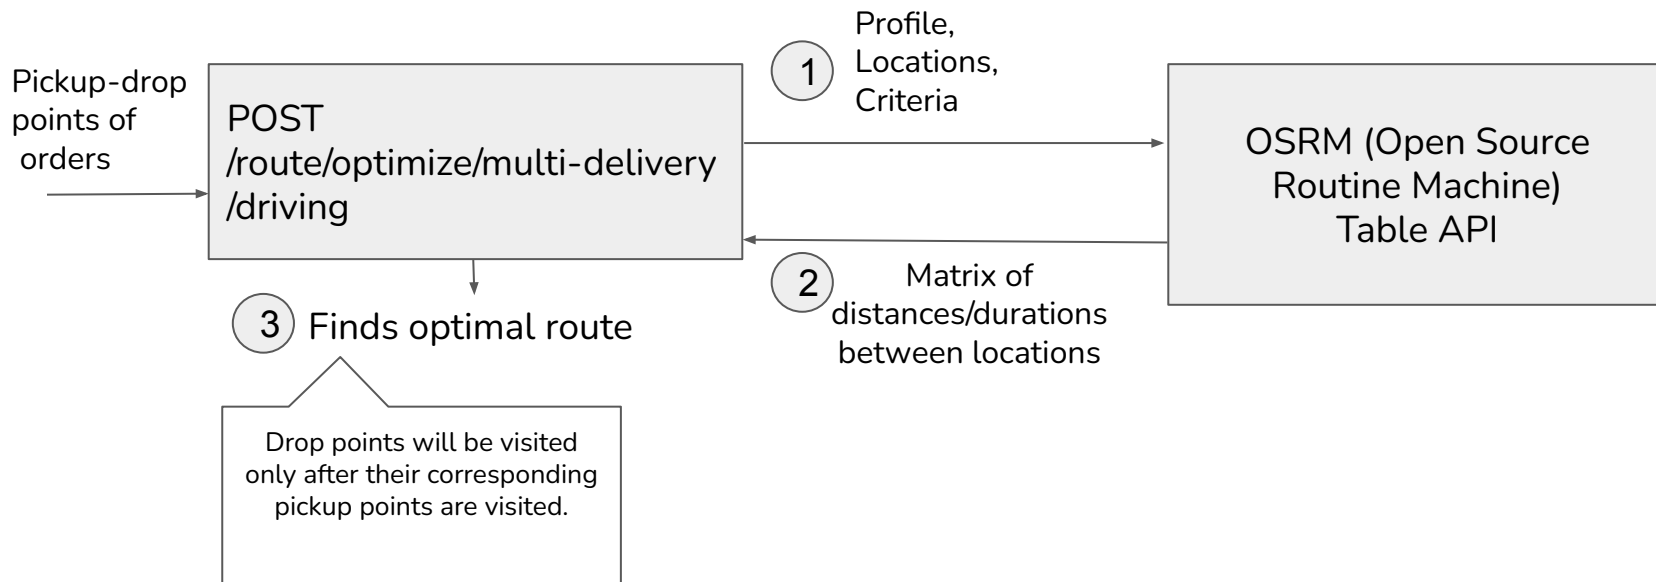 Pickup-drop
points of
orders
POST
/route/optimize/multi-delivery
/driving
1
Profile,
Locations,
Criteria
OSRM (Open Source
Routine Machine)
Table API
2
Matrix of
distances/durations
between locations
3
Finds optimal route
Drop points will be visited
only after their corresponding
pickup points are visited.